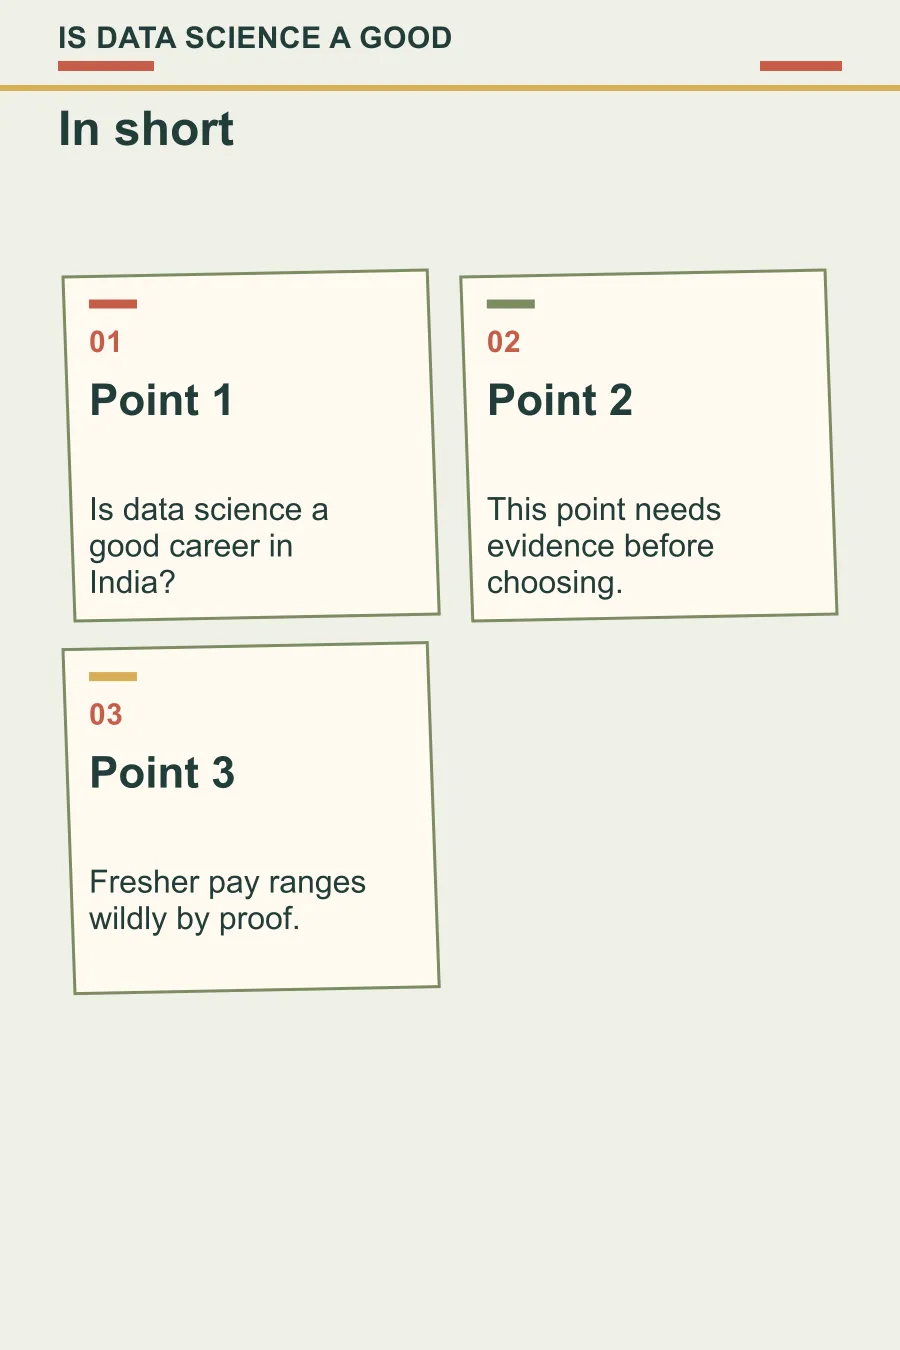 IS DATA SCIENCE A GOOD
In short
01
Point 1
Is data science a
good career in
India?
02
Point 2
This point needs
evidence before
choosing.
03
Point 3
Fresher pay ranges
wildly by proof.